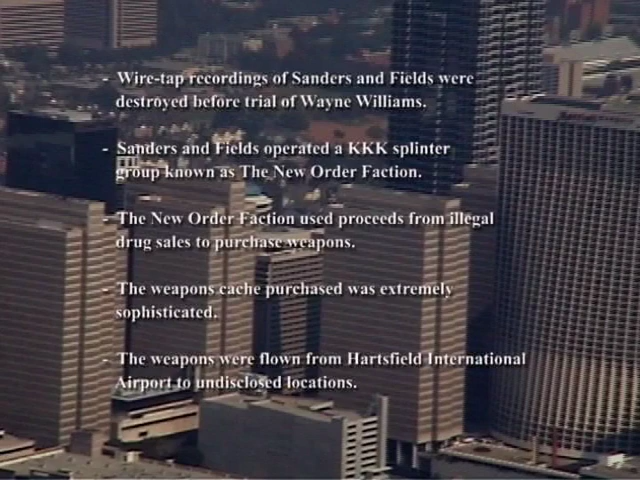 - Wire-tap recordings of Sanders and Fields were
destroyed before trial of Wayne Williams.
- Sanders and Fields operated a KKK splinter
group known as The New Order Faction.
- The New Order Faction used proceeds from illegal
drug sales to purchase weapons.
- The weapons cache purchased was extremely
sophisticated.
- The weapons were flown from Hartsfield International
Airport to undisclosed locations.